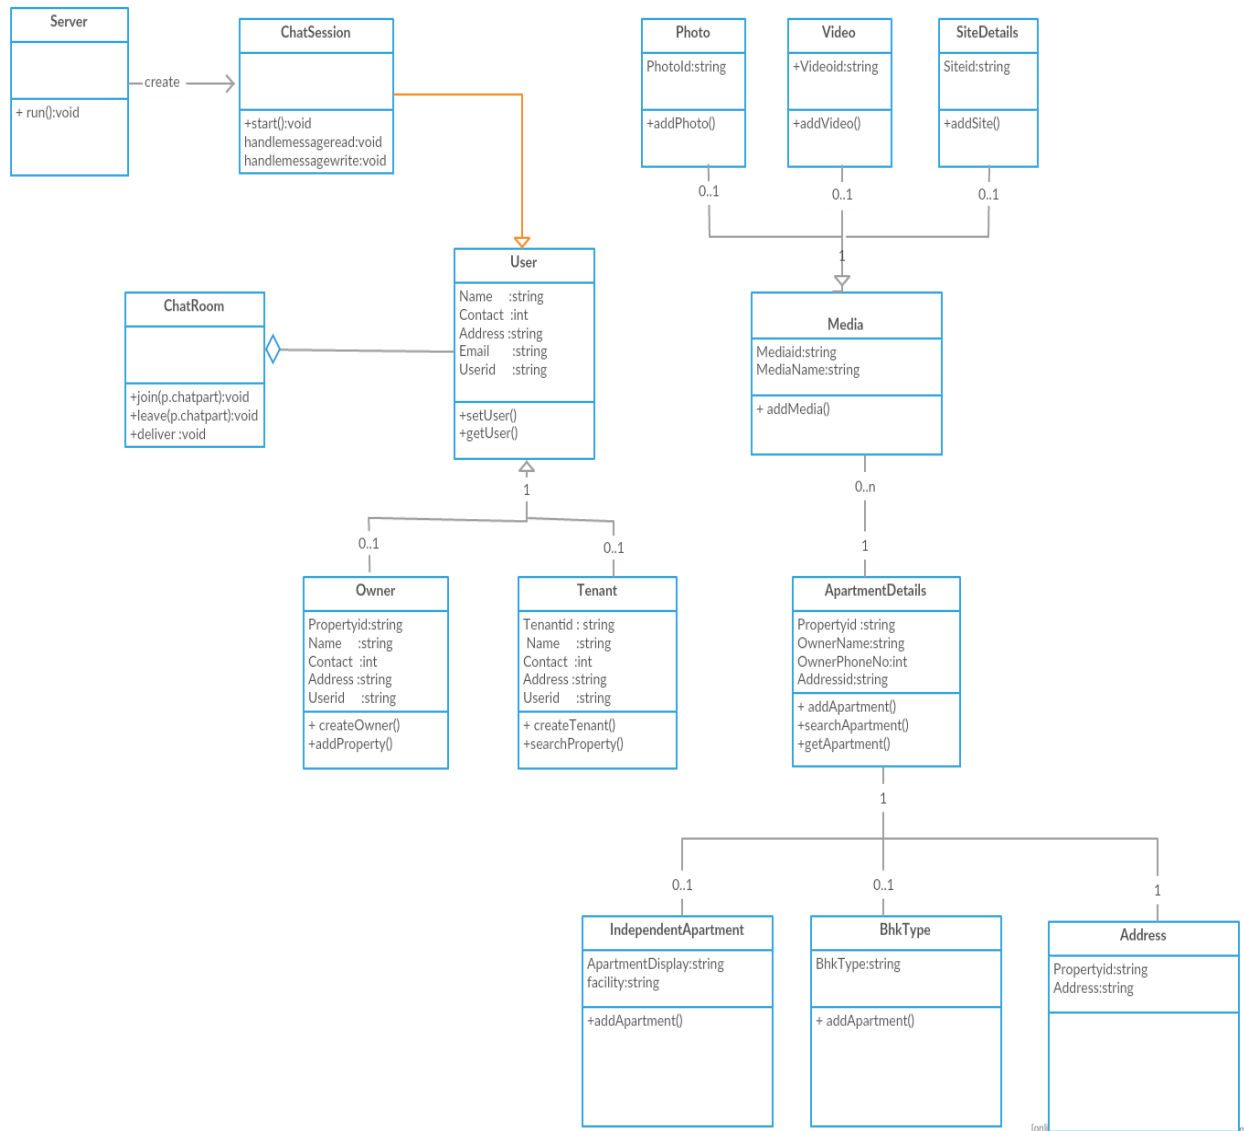 Server
+ run():void
create
ChatSession
+start():void
handlemessageread:void
handlemessagewrite:void
Photo
PhotoId:string
+addPhoto()
Video
+Videoid:string
+addVideo()
SiteDetails
Siteid:string
+addSite()
0..1
0..1
0..1
1
User
Name :string
Contact :int
Address :string
Email :string
Userid :string
+setUser()
+getUser()
ChatRoom
+join(p.chatpart):void
+leave(p.chatpart):void
+deliver :void
Media
Mediaid:string
MediaName:string
+ addMedia()
1
0..1
0..1
0..n
1
Owner
Propertyid:string
Name :string
Contact :int
Address :string
Userid :string
+ createOwner()
+addProperty()
Tenant
Tenantid : string
Name :string
Contact :int
Address :string
Userid :string
+ createTenant()
+searchProperty()
ApartmentDetails
Propertyid :string
OwnerName:string
OwnerPhoneNo:int
Addressid:string
+ addApartment()
+searchApartment()
+getApartment()
1
0..1
0..1
1
IndependentApartment
ApartmentDisplay:string
facility:string
+addApartment()
BhkType
BhkType:string
+ addApartment()
Address
Propertyid:string
Address:string